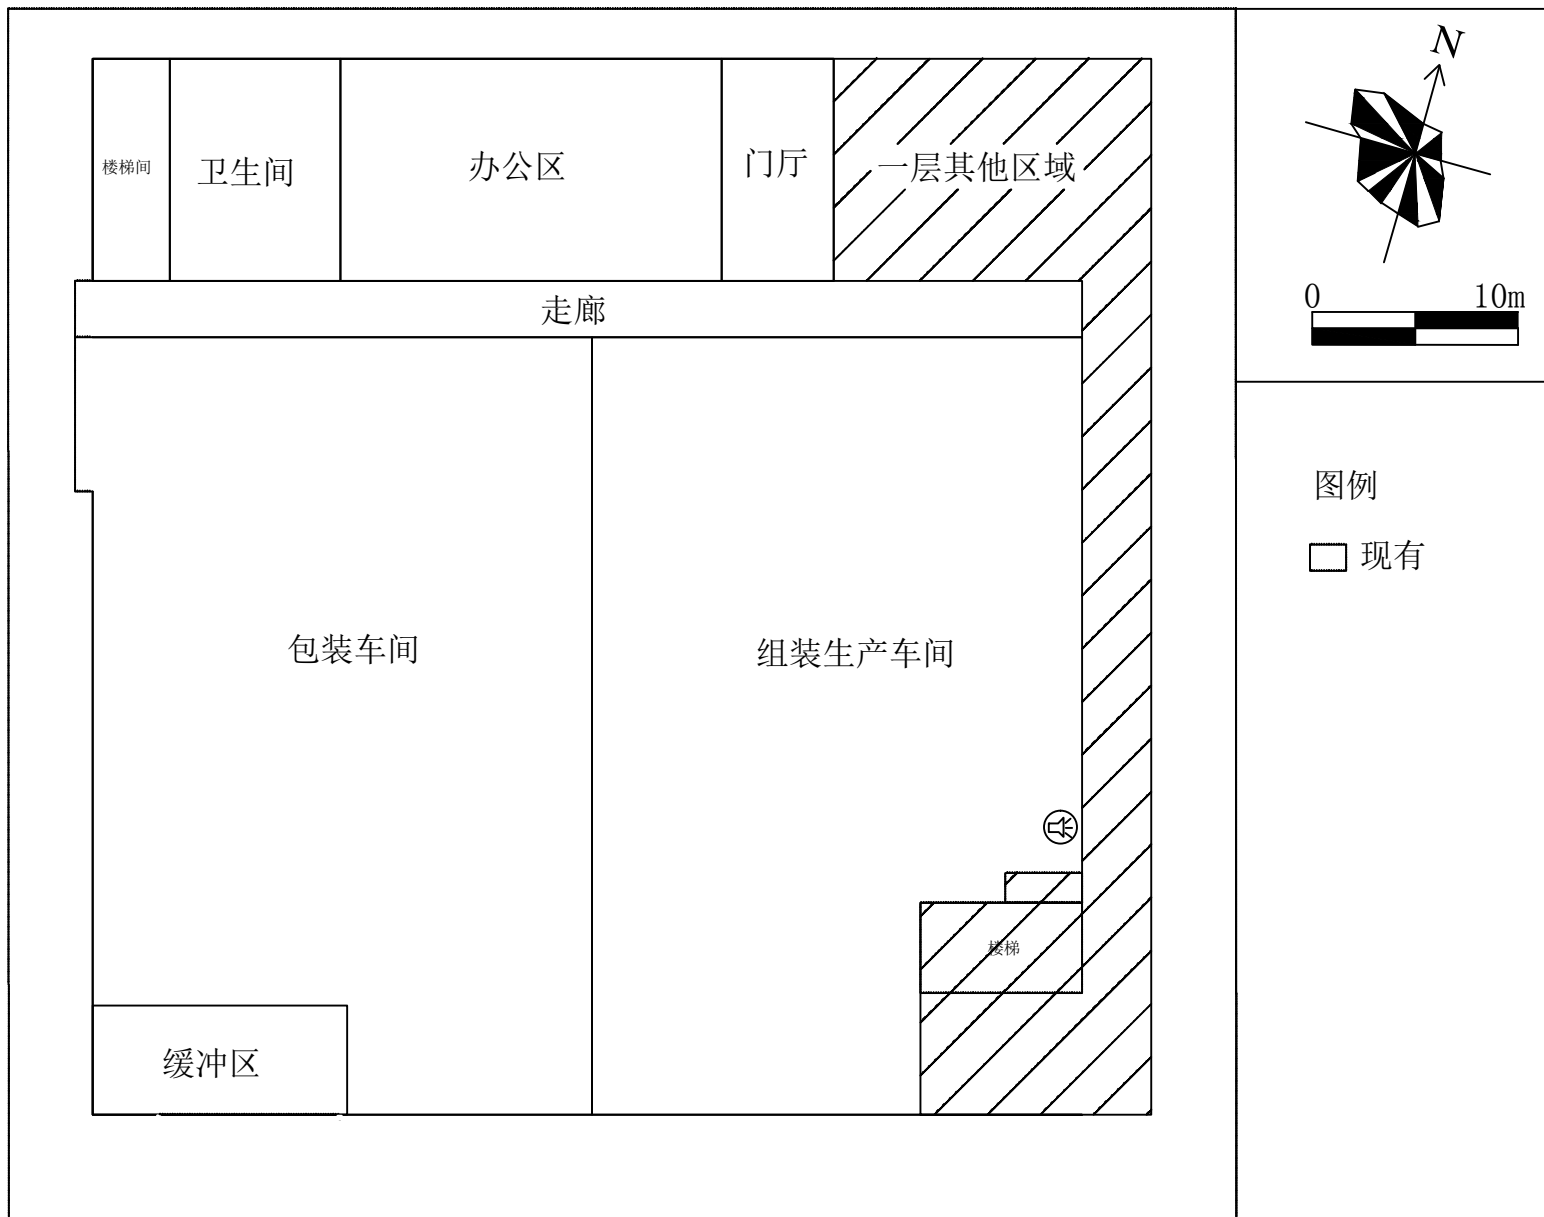 N
楼梯间
卫生间
办公区
门厅
一层其他区域
0
10m
走廊
图例
现有
包装车间
组装生产车间
楼梯
缓冲区